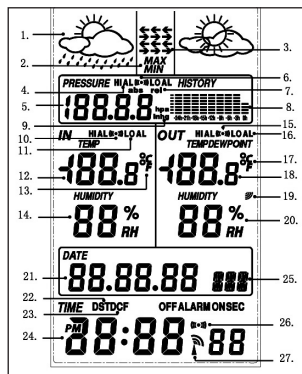 1.
2. MAX 3.
MIN
6.
PRESSURE HIAL LOAL HISTORY
4. abs rel 7.
5. 188.8.8 hpa 8.
inHg
9. 15.
IN HIAL LOAL OUT HIAL LOAL 16.
10.
11. TEMP TEMP DEWPOINT
12. -188.8 °C -188.8 °C 17.
13. F F 18.
HUMIDITY HUMIDITY 19.
14. 88 % 88 % 20.
RH RH
DATE
21. 88.88.88 25.
22.
TIME DST DCF OFF ALARM ON SEC
23.
24. PM 88:88 88 26.
27.